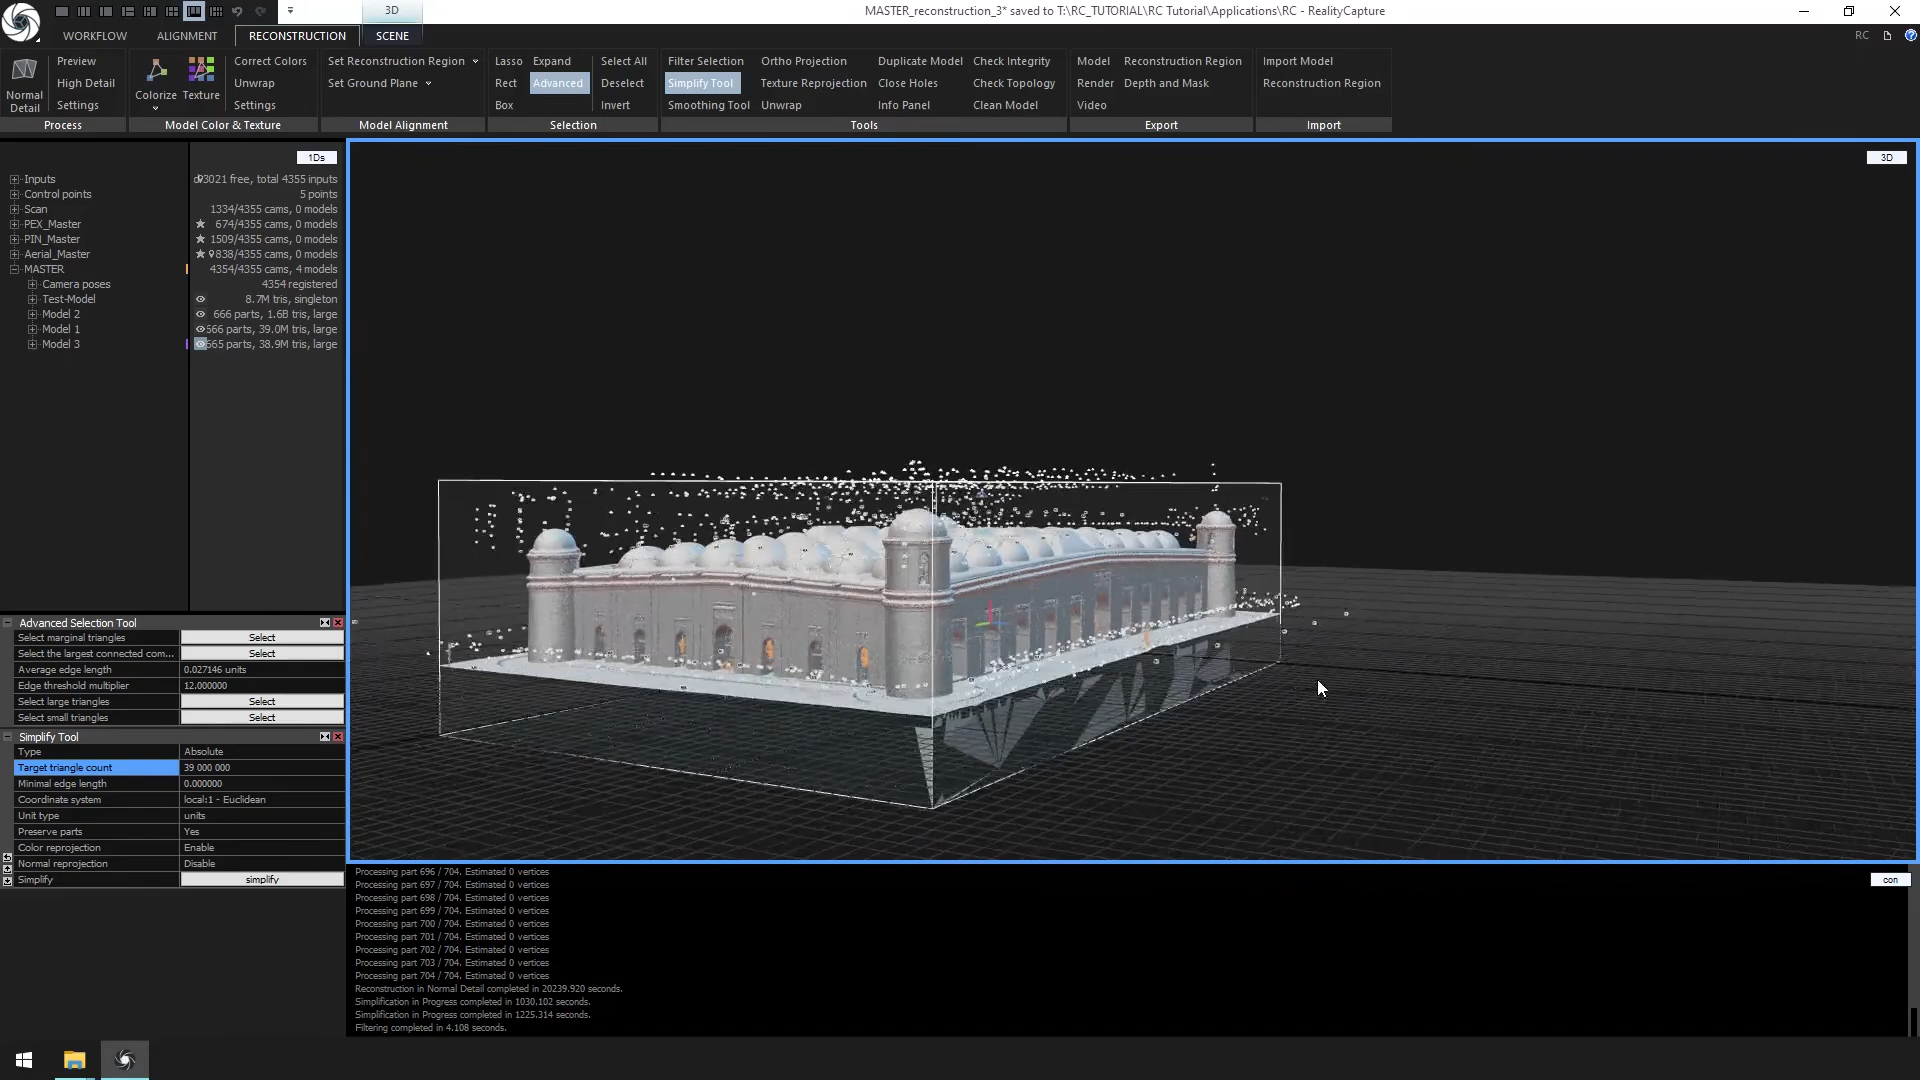 3D
MASTER_reconstruction_3* saved to T:\RC_TUTORIAL\RC Tutorial\Applications\RC - RealityCapture
WORKFLOW
ALIGNMENT
RECONSTRUCTION
SCENE
RC
Normal Detail
Preview
High Detail
Settings
Process
Colorize
Texture
Correct Colors
Unwrap
Settings
Model Color & Texture
Set Reconstruction Region
Set Ground Plane
Model Alignment
Lasso
Expand
Select All
Rect
Advanced
Deselect
Box
Invert
Selection
Filter Selection
Ortho Projection
Duplicate Model
Check Integrity
Simplify Tool
Texture Reprojection
Close Holes
Check Topology
Smoothing Tool
Unwrap
Info Panel
Clean Model
Tools
Model
Reconstruction Region
Render
Depth and Mask
Video
Export
Import Model
Reconstruction Region
Import
1Ds
3D
Inputs 3021 free, total 4355 inputs
Control points 5 points
Scan 1334/4355 cams, 0 models
PEX_Master 674/4355 cams, 0 models
PIN_Master 1509/4355 cams, 0 models
Aerial_Master 838/4355 cams, 0 models
MASTER 4354/4355 cams, 4 models
Camera poses 4354 registered
Test-Model 8.7M tris, singleton
Model 2 666 parts, 1.6B tris, large
Model 1 666 parts, 39.0M tris, large
Model 3 665 parts, 38.9M tris, large
Advanced Selection Tool
Select marginal triangles Select
Select the largest connected com... Select
Average edge length 0.027146 units
Edge threshold multiplier 12.000000
Select large triangles Select
Select small triangles Select
Simplify Tool
Type Absolute
Target triangle count 39 000 000
Minimal edge length 0.000000
Coordinate system local:1 - Euclidean
Unit type units
Preserve parts Yes
Color reprojection Enable
Normal reprojection Disable
Simplify simplify
con
Processing part 696 / 704. Estimated 0 vertices
Processing part 697 / 704. Estimated 0 vertices
Processing part 698 / 704. Estimated 0 vertices
Processing part 699 / 704. Estimated 0 vertices
Processing part 700 / 704. Estimated 0 vertices
Processing part 701 / 704. Estimated 0 vertices
Processing part 702 / 704. Estimated 0 vertices
Processing part 703 / 704. Estimated 0 vertices
Processing part 704 / 704. Estimated 0 vertices
Reconstruction in Normal Detail completed in 20239.920 seconds.
Simplification in Progress completed in 1030.102 seconds.
Simplification in Progress completed in 1225.314 seconds.
Filtering completed in 4.108 seconds.